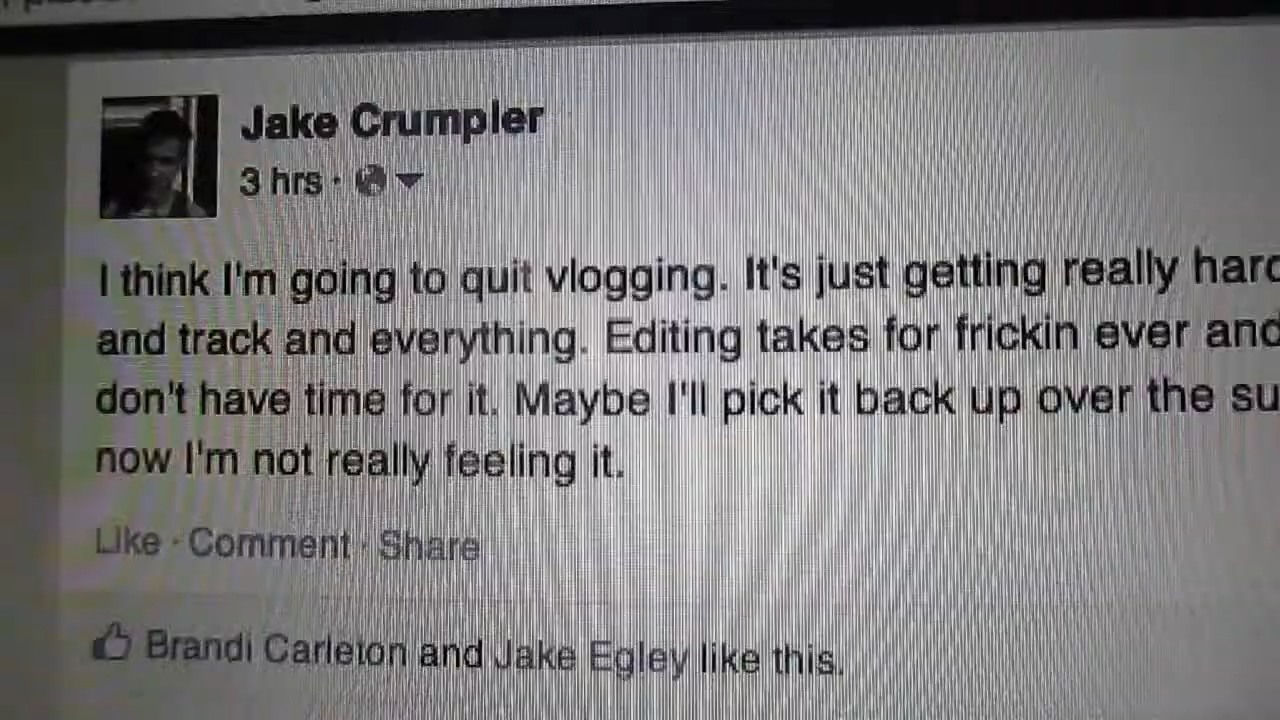 Jake Crumpler
3 hrs ·
I think I'm going to quit vlogging. It's just getting really hard
and track and everything. Editing takes for frickin ever and
don't have time for it. Maybe I'll pick it back up over the su
now I'm not really feeling it.
Like · Comment · Share
Brandi Carleton and Jake Egley like this.